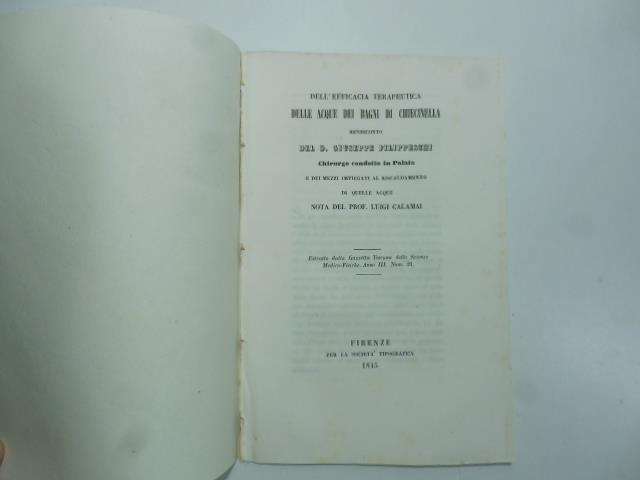 DELL'EFFICACIA TERAPEUTICA
DELLE ACQUE DEI BAGNI DI CHIECINELLA
RENDICONTO
DEL D. GIUSEPPE FILIPPESCHI
Chirurgo condotto in Palaia
E DEI MEZZI IMPIEGATI AL RISCALDAMENTO
DI QUELLE ACQUE
NOTA DEL PROF. LUIGI CALAMAI
Estratto dalla Gazzetta Toscana delle Scienze
Medico-Fisiche. Anno III. Num. 21.
FIRENZE
PER LA SOCIETA' TIPOGRAFICA
1845